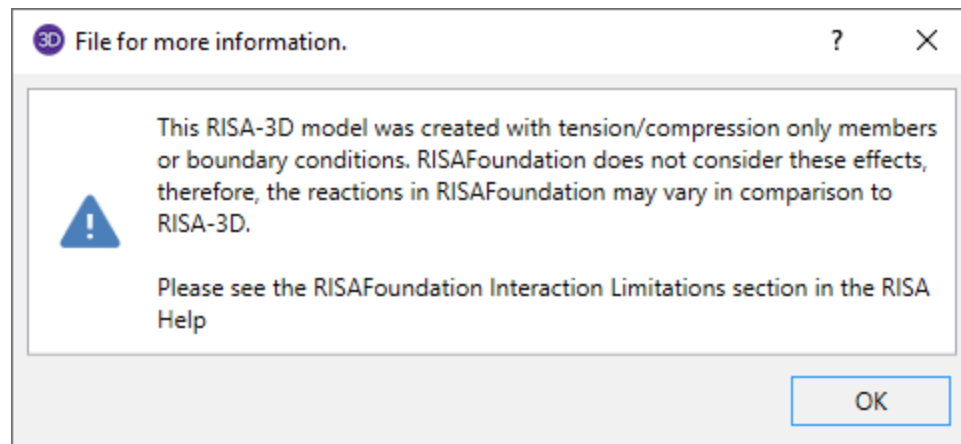 3D File for more information. ? X
This RISA-3D model was created with tension/compression only members
or boundary conditions. RISAFoundation does not consider these effects,
therefore, the reactions in RISAFoundation may vary in comparison to
RISA-3D.
Please see the RISAFoundation Interaction Limitations section in the RISA
Help
OK